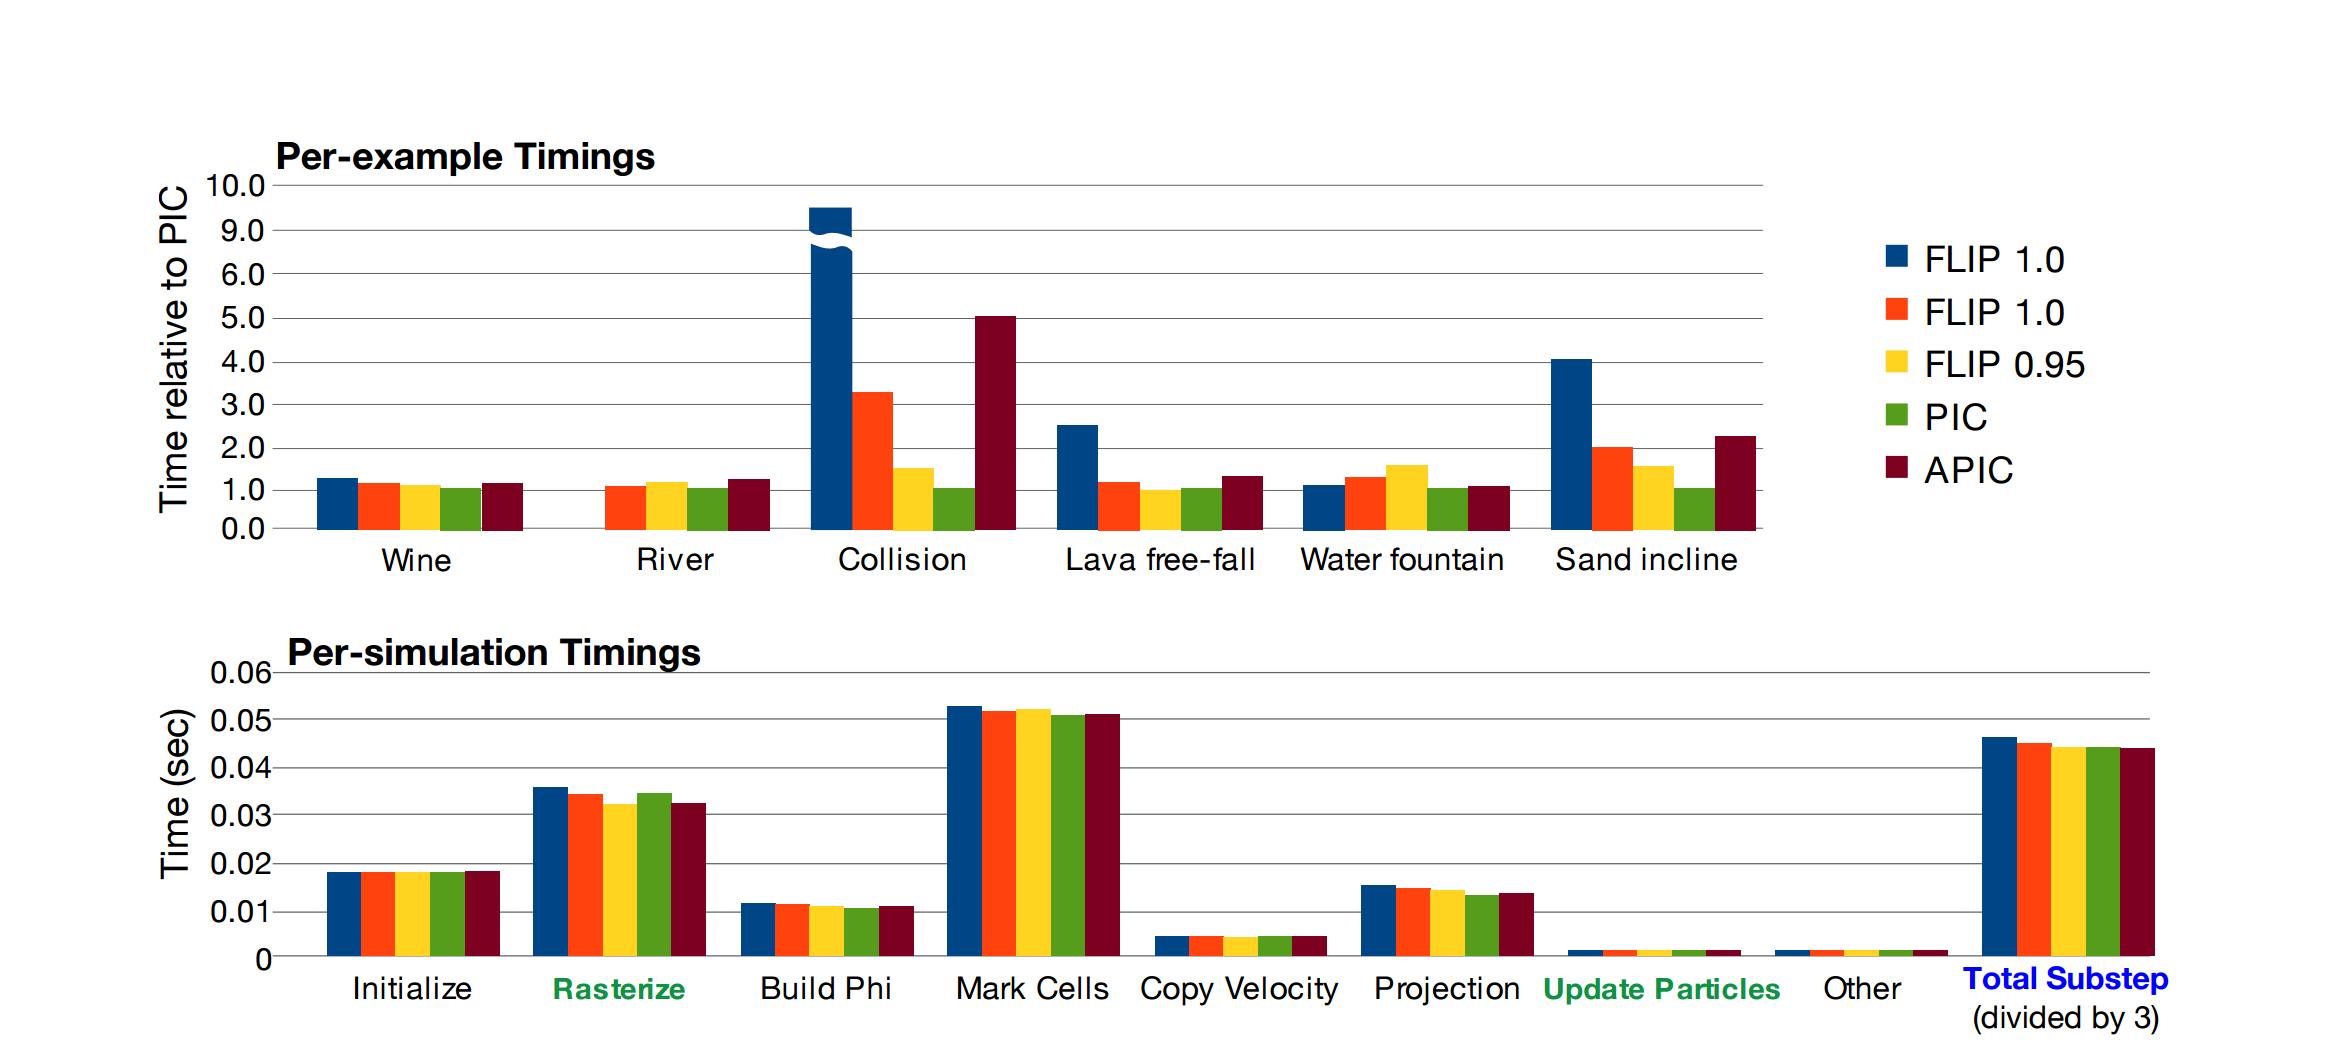 Per-example Timings
Time relative to PIC
10.0
9.0
6.0
5.0
4.0
3.0
2.0
1.0
0.0
Wine
River
Collision
Lava free-fall
Water fountain
Sand incline
FLIP 1.0
FLIP 1.0
FLIP 0.95
PIC
APIC
Per-simulation Timings
Time (sec)
0.06
0.05
0.04
0.03
0.02
0.01
0
Initialize
Rasterize
Build Phi
Mark Cells
Copy Velocity
Projection
Update Particles
Other
Total Substep
(divided by 3)